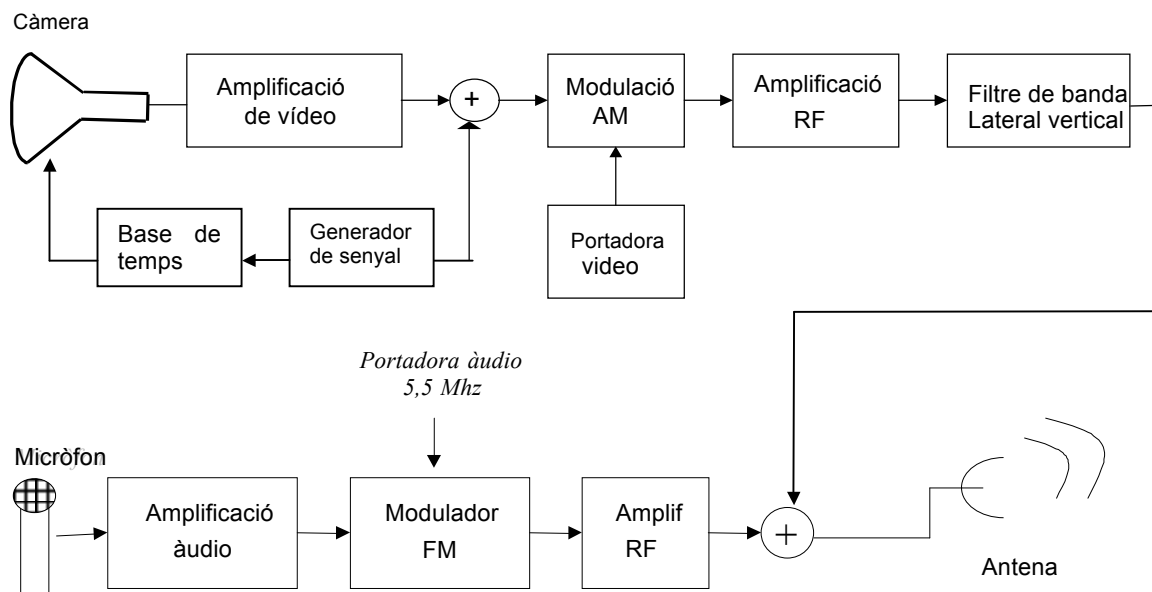 Càmera
Amplificació
de vídeo
+
Modulació
AM
Amplificació
RF
Filtre de banda
Lateral vertical
Base de
temps
Generador
de senyal
Portadora
video
Portadora àudio
5,5 Mhz
Micròfon
Amplificació
àudio
Modulador
FM
Amplif
RF
+
Antena